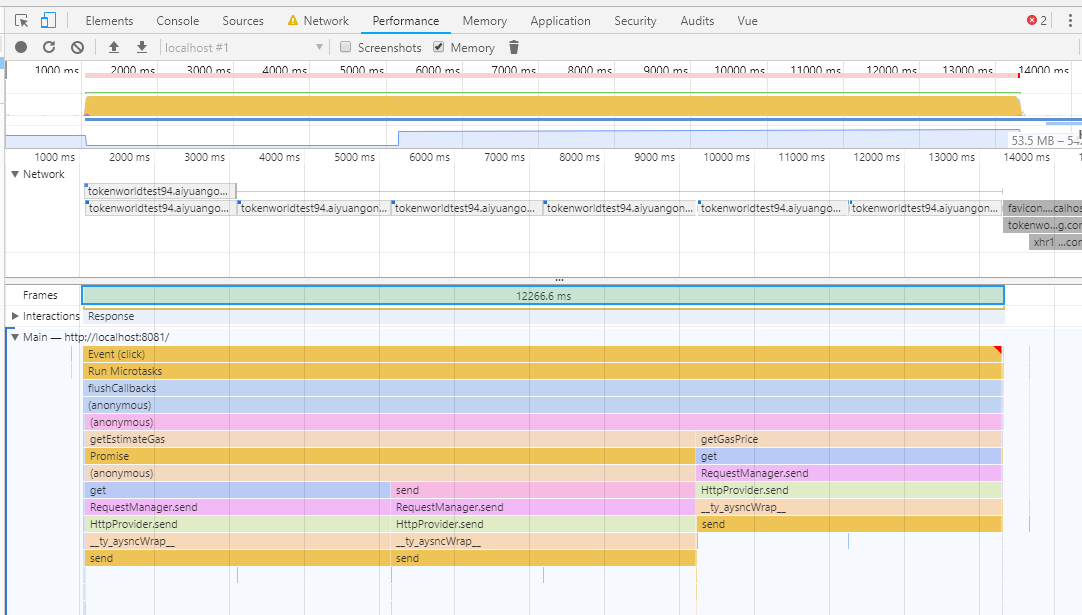 Elements Console Sources Network Performance Memory Application Security Audits Vue 2
localhost #1 Screenshots Memory
1000 ms 2000 ms 3000 ms 4000 ms 5000 ms 6000 ms 7000 ms 8000 ms 9000 ms 10000 ms 11000 ms 12000 ms 13000 ms 14000 ms
53.5 MB – 54.
1000 ms 2000 ms 3000 ms 4000 ms 5000 ms 6000 ms 7000 ms 8000 ms 9000 ms 10000 ms 11000 ms 12000 ms 13000 ms 14000 ms
Network
tokenworldtest94.aiyuango...
tokenworldtest94.aiyuango... tokenworldtest94.aiyuangon... tokenworldtest94.aiyuango... tokenworldtest94.aiyuangon... tokenworldtest94.aiyuango... tokenworldtest94.aiyuangon... favicon....calhos
tokenwo...g.con
xhr1 ...con
Frames 12266.6 ms
Interactions Response
Main — http://localhost:8081/
Event (click)
Run Microtasks
flushCallbacks
(anonymous)
(anonymous)
getEstimateGas getGasPrice
Promise get
(anonymous) RequestManager.send
get send HttpProvider.send
RequestManager.send RequestManager.send __ty_aysncWrap__
HttpProvider.send HttpProvider.send send
__ty_aysncWrap__ __ty_aysncWrap__
send send